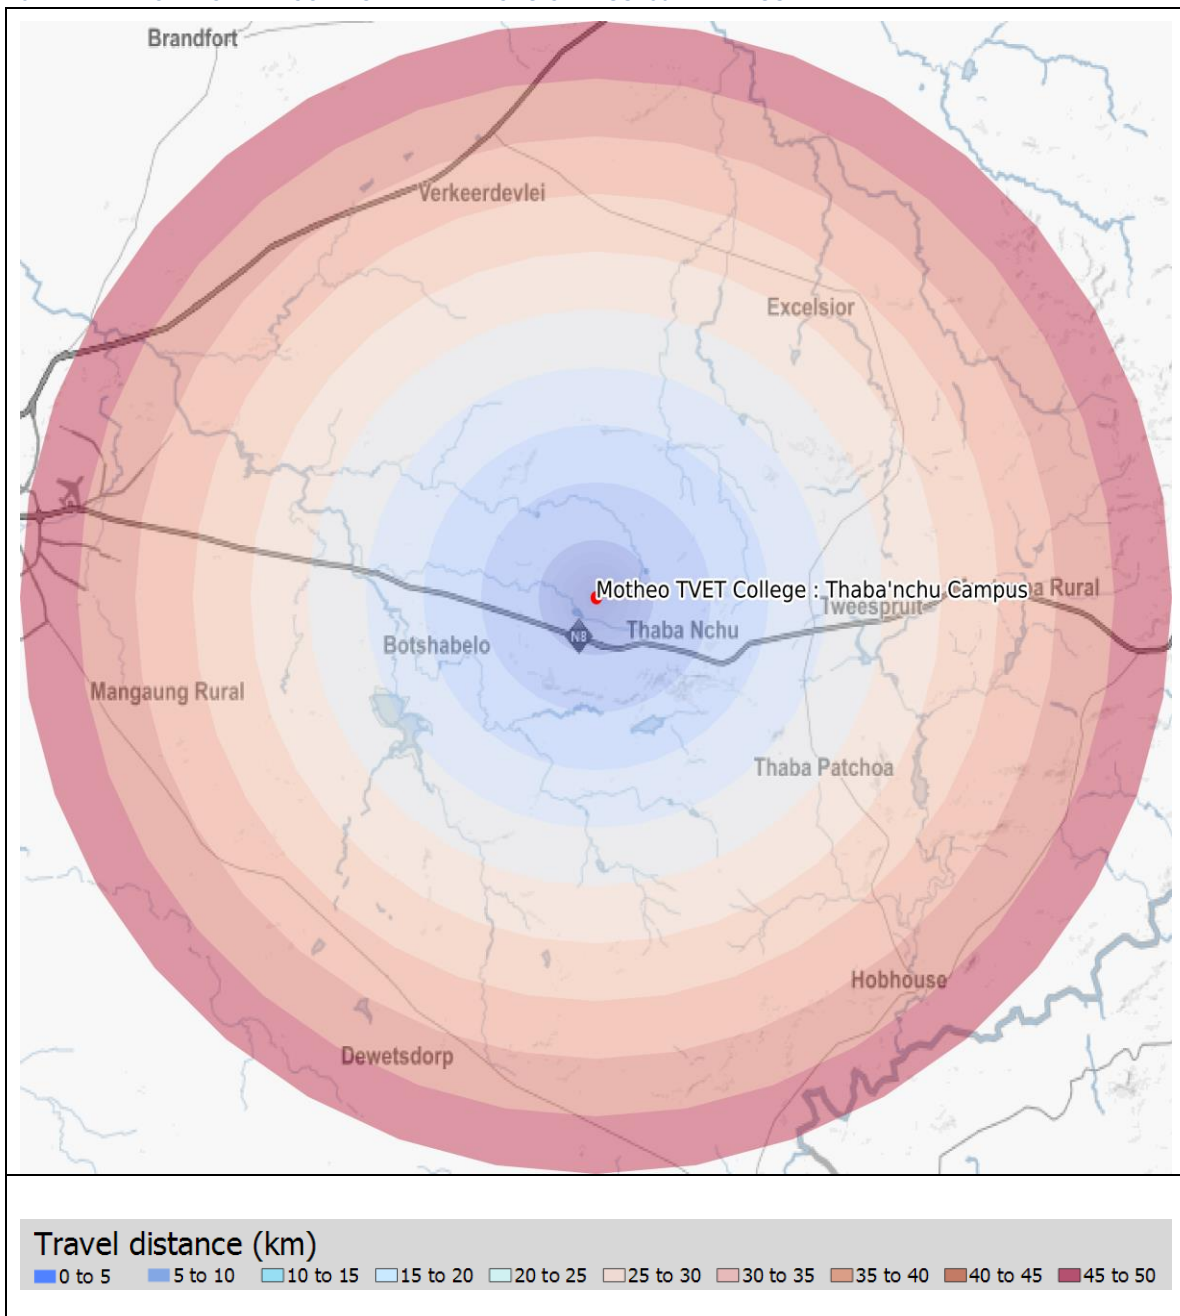 Brandfort
Verkeerdevlei
Excelsior
Motheo TVET College : Thaba'nchu Campus
a Rural
Tweespruit
N8
Thaba Nchu
Botshabelo
Mangaung Rural
Thaba Patchoa
Hobhouse
Dewetsdorp
Travel distance (km)
0 to 5 5 to 10 10 to 15 15 to 20 20 to 25 25 to 30 30 to 35 35 to 40 40 to 45 45 to 50